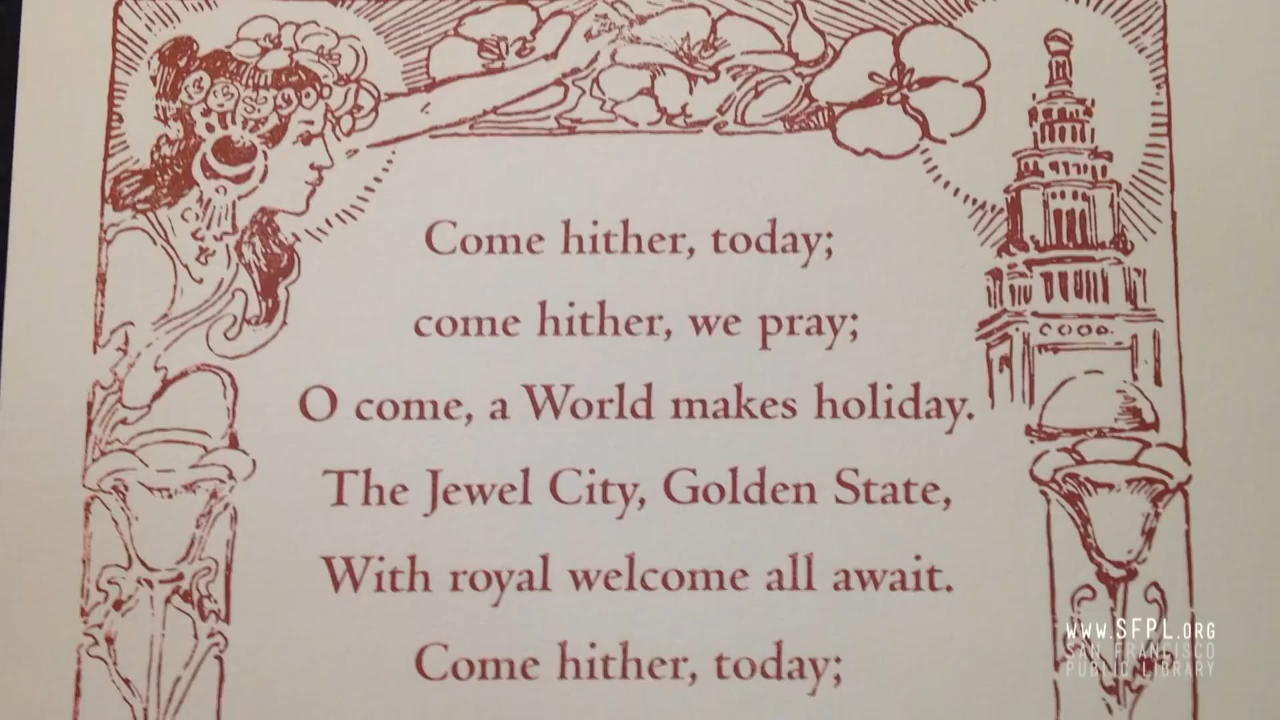 Come hither, today;
come hither, we pray;
O come, a World makes holiday.
The Jewel City, Golden State,
With royal welcome all await.
Come hither, today;
www.SFPL.org
San Francisco
Public Library